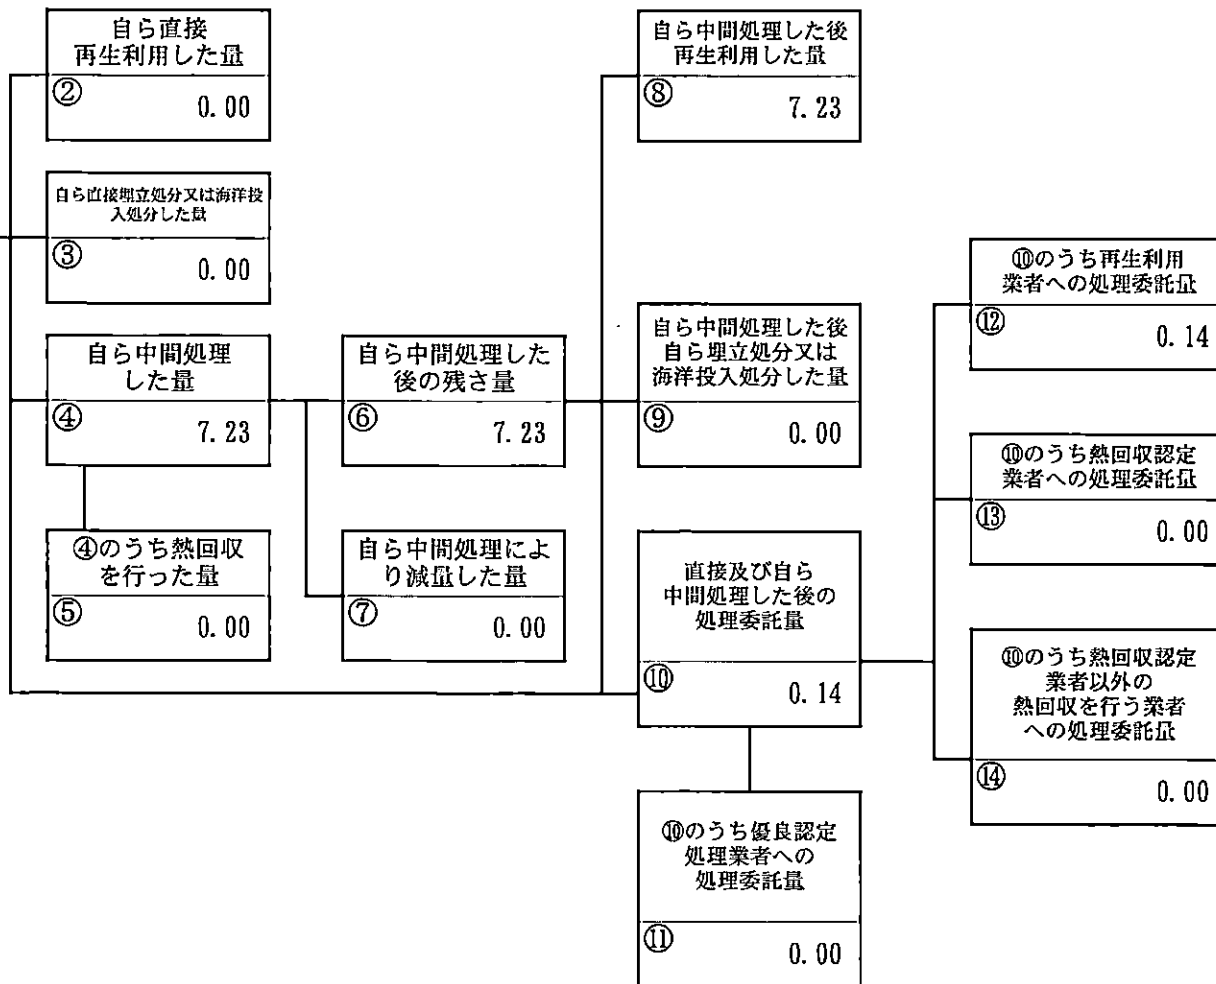 自ら直接
再生利用した量
②
0.00
自ら直接埋立処分又は海洋投
入処分した量
③
0.00
自ら中間処理
した量
④
7.23
④のうち熱回収
を行った量
⑤
0.00
自ら中間処理した
後の残さ量
⑥
7.23
自ら中間処理によ
り減量した量
⑦
0.00
自ら中間処理した後
再生利用した量
⑧
7.23
自ら中間処理した後
自ら埋立処分又は
海洋投入処分した量
⑨
0.00
直接及び自ら
中間処理した後の
処理委託量
⑩
0.14
⑩のうち優良認定
処理業者への
処理委託量
⑪
0.00
⑩のうち再生利用
業者への処理委託量
⑫
0.14
⑩のうち熱回収認定
業者への処理委託量
⑬
0.00
⑩のうち熱回収認定
業者以外の
熱回収を行う業者
への処理委託量
⑭
0.00